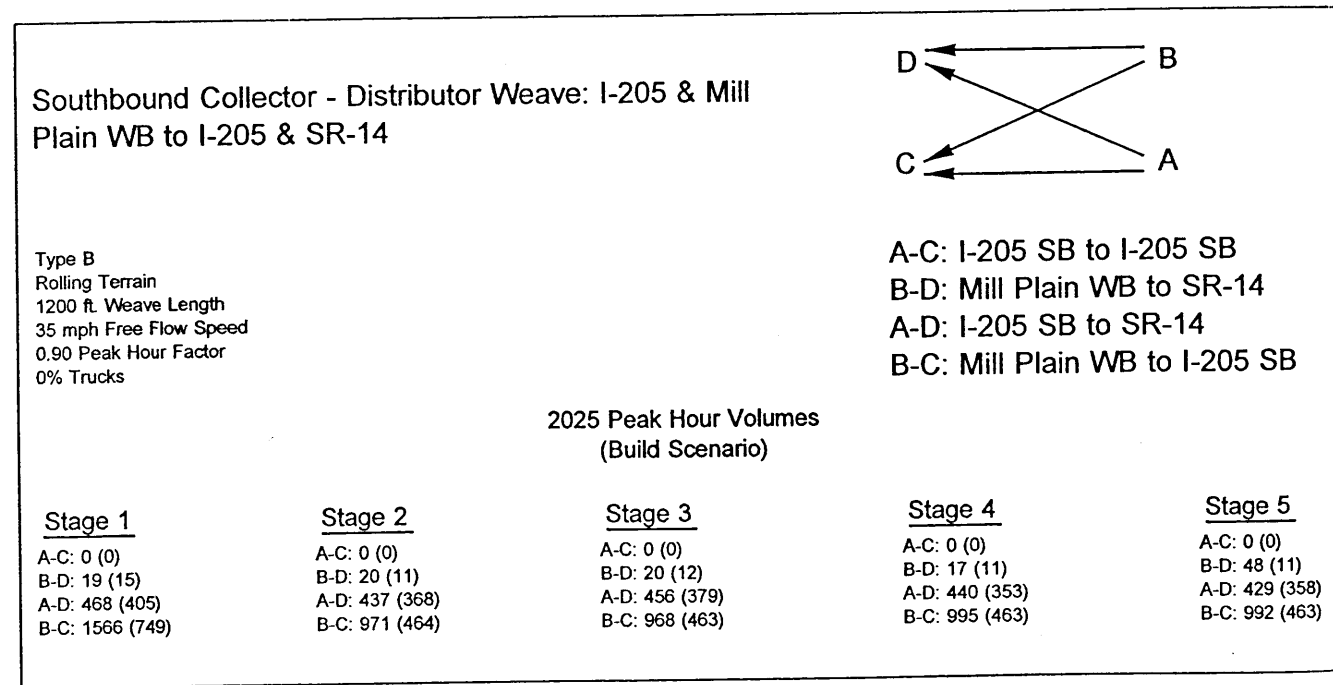 Southbound Collector - Distributor Weave: I-205 & Mill
Plain WB to I-205 & SR-14
D
B
C
A
Type B
Rolling Terrain
1200 ft. Weave Length
35 mph Free Flow Speed
0.90 Peak Hour Factor
0% Trucks
A-C: I-205 SB to I-205 SB
B-D: Mill Plain WB to SR-14
A-D: I-205 SB to SR-14
B-C: Mill Plain WB to I-205 SB
2025 Peak Hour Volumes
(Build Scenario)
Stage 1
A-C: 0 (0)
B-D: 19 (15)
A-D: 468 (405)
B-C: 1566 (749)
Stage 2
A-C: 0 (0)
B-D: 20 (11)
A-D: 437 (368)
B-C: 971 (464)
Stage 3
A-C: 0 (0)
B-D: 20 (12)
A-D: 456 (379)
B-C: 968 (463)
Stage 4
A-C: 0 (0)
B-D: 17 (11)
A-D: 440 (353)
B-C: 995 (463)
Stage 5
A-C: 0 (0)
B-D: 48 (11)
A-D: 429 (358)
B-C: 992 (463)